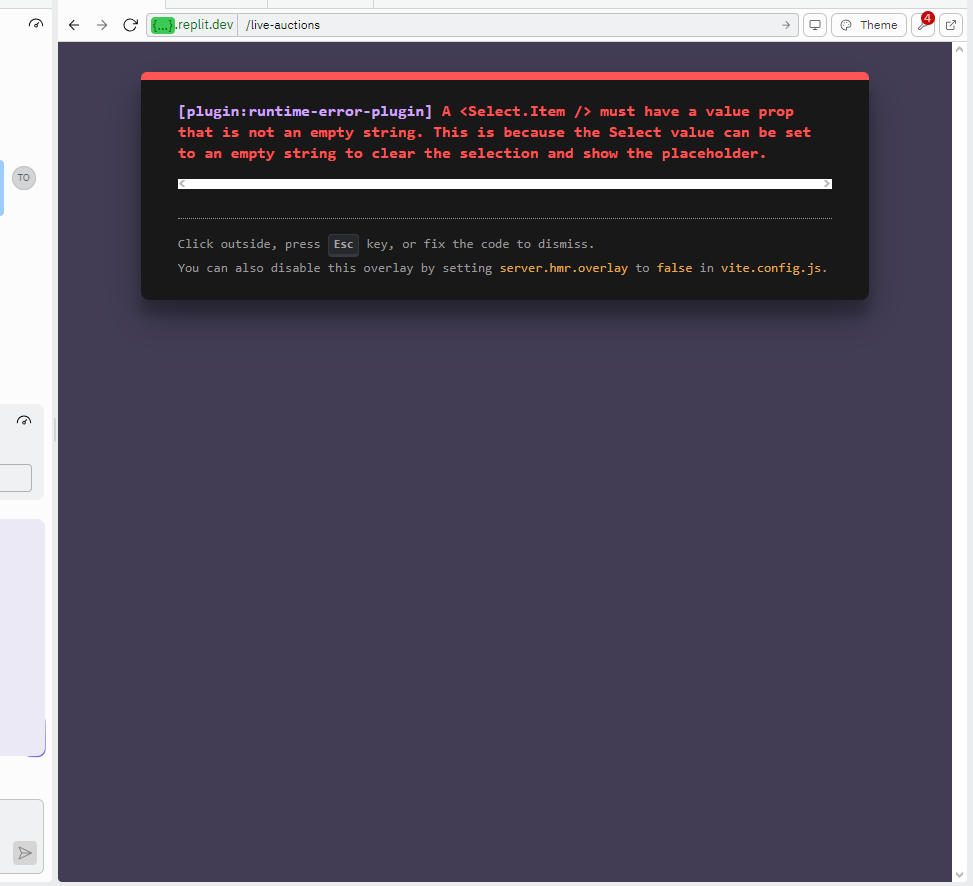 {...}.replit.dev /live-auctions
Theme
4
TO
[plugin:runtime-error-plugin] A <Select.Item /> must have a value prop
that is not an empty string. This is because the Select value can be set
to an empty string to clear the selection and show the placeholder.
Click outside, press Esc key, or fix the code to dismiss.
You can also disable this overlay by setting server.hmr.overlay to false in vite.config.js.